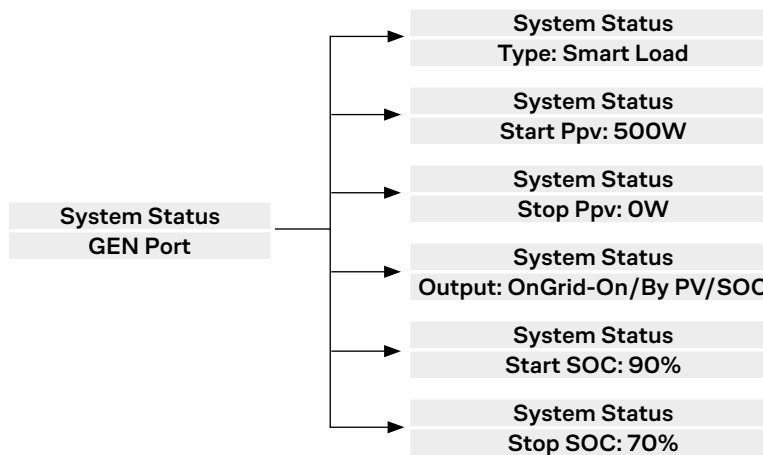 System Status
Type: Smart Load
System Status
Start Ppv: 500W
System Status
Stop Ppv: 0W
System Status
GEN Port
System Status
Output: OnGrid-On/By PV/SOC
System Status
Start SOC: 90%
System Status
Stop SOC: 70%